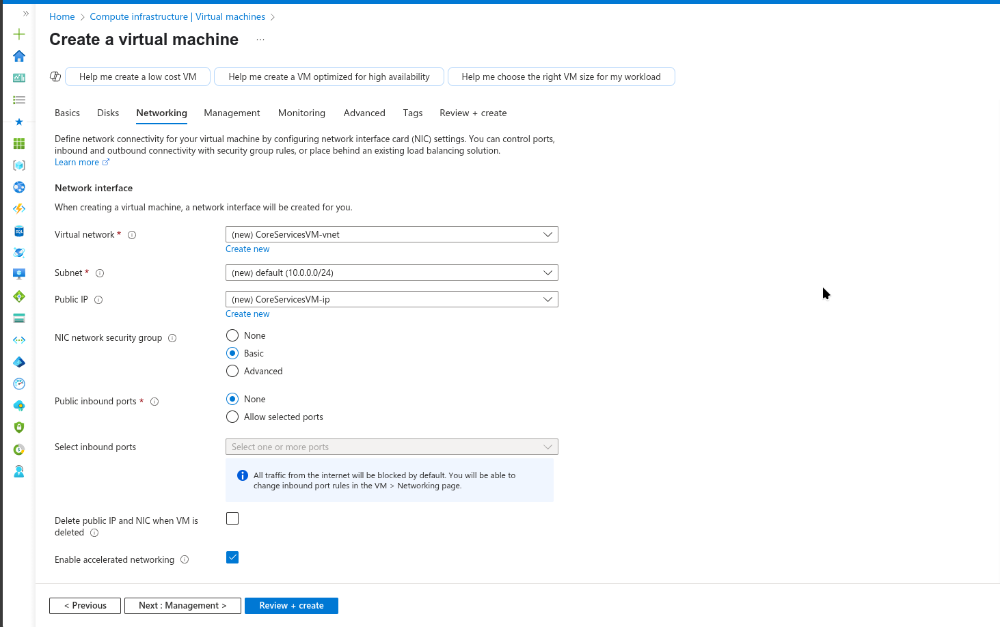 Home > Compute infrastructure | Virtual machines >
Create a virtual machine ...
Help me create a low cost VM
Help me create a VM optimized for high availability
Help me choose the right VM size for my workload
Basics Disks Networking Management Monitoring Advanced Tags Review + create
Define network connectivity for your virtual machine by configuring network interface card (NIC) settings. You can control ports,
inbound and outbound connectivity with security group rules, or place behind an existing load balancing solution.
Learn more
Network interface
When creating a virtual machine, a network interface will be created for you.
Virtual network *
(new) CoreServicesVM-vnet
Create new
Subnet *
(new) default (10.0.0.0/24)
Public IP
(new) CoreServicesVM-ip
Create new
NIC network security group
None
Basic
Advanced
Public inbound ports *
None
Allow selected ports
Select inbound ports
Select one or more ports
All traffic from the internet will be blocked by default. You will be able to
change inbound port rules in the VM > Networking page.
Delete public IP and NIC when VM is
deleted
Enable accelerated networking
< Previous
Next : Management >
Review + create
SQL